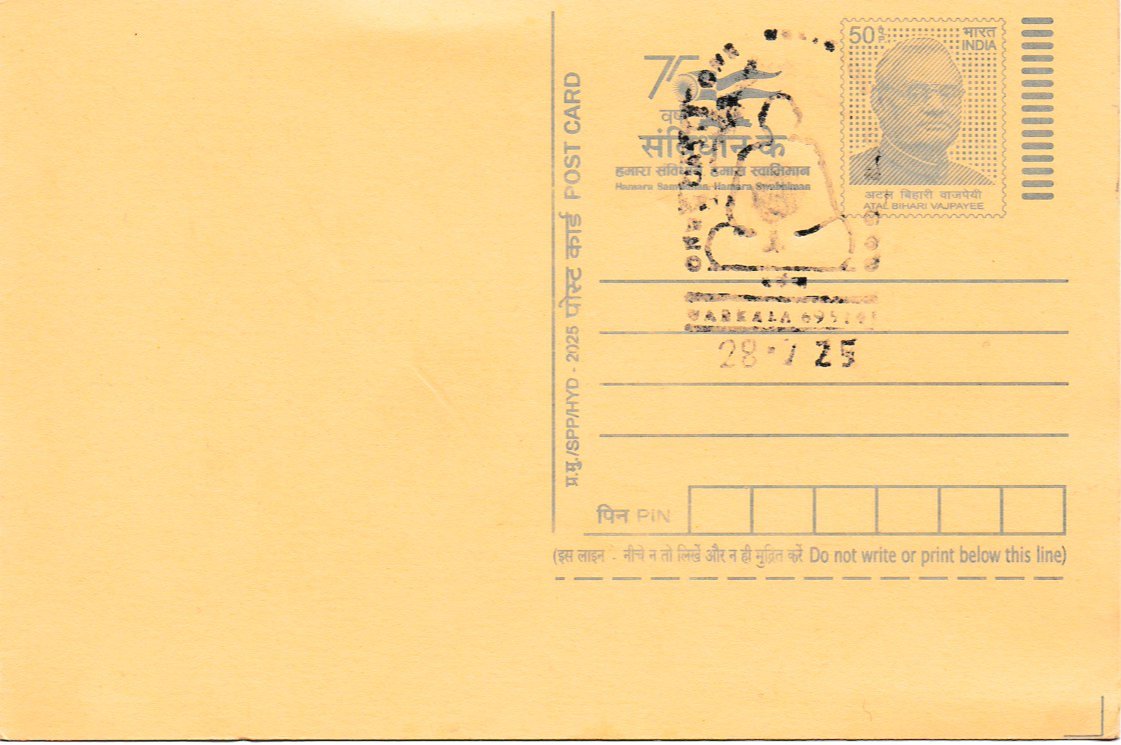 50
भारत
INDIA
अटल बिहारी वाजपेयी
ATAL BIHARI VAJPAYEE
75
वर्ष
संविधान के
हमारा संविधान, हमारा स्वाभिमान
Hamara Samvidhan, Hamara Swabhiman
VARKALA 695141
28 · 7 25
प्र.मु./SPP/HYD - 2025 पोस्ट कार्ड POST CARD
पिन PIN
(इस लाइन - नीचे न तो लिखें और न ही मुद्रित करें Do not write or print below this line)